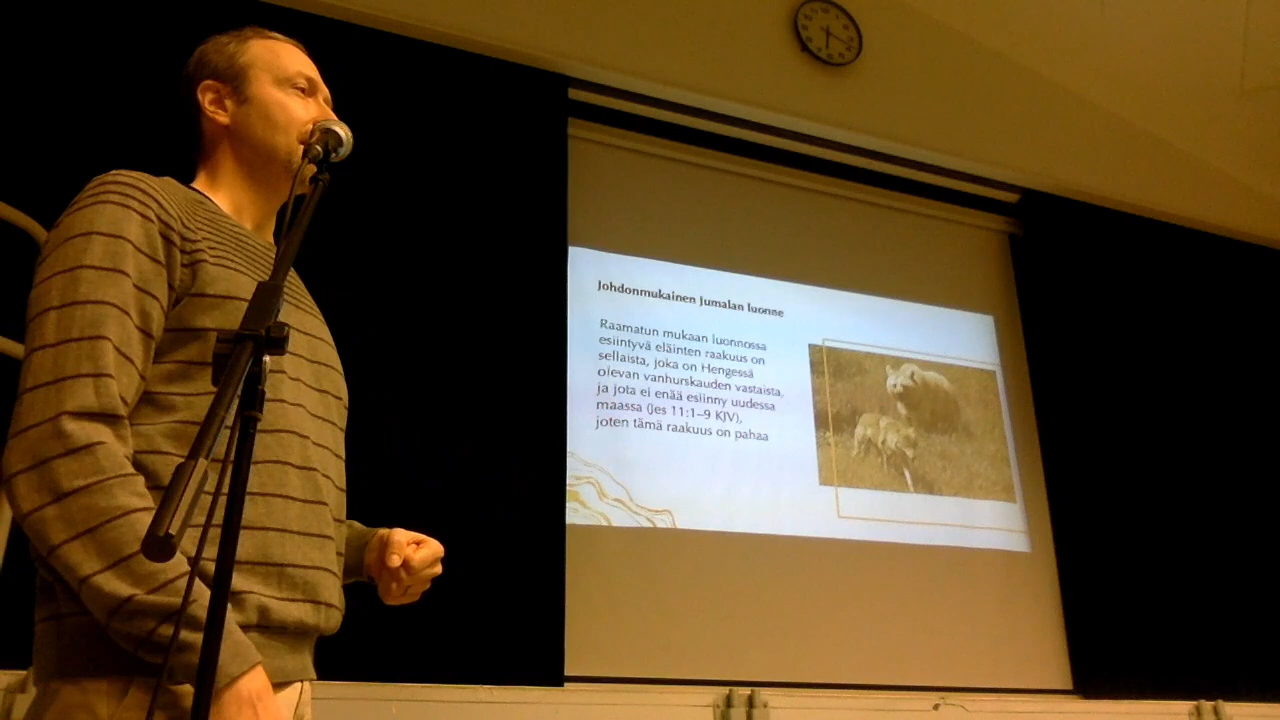 Johdonmukainen Jumalan luonne
Raamatun mukaan luonnossa
esiintyvä eläinten raakuus on
sellaista, joka on Hengessä
olevan vanhurskauden vastaista,
ja jota ei enää esiinny uudessa
maassa (Jes 11:1–9 KJV),
joten tämä raakuus on pahaa